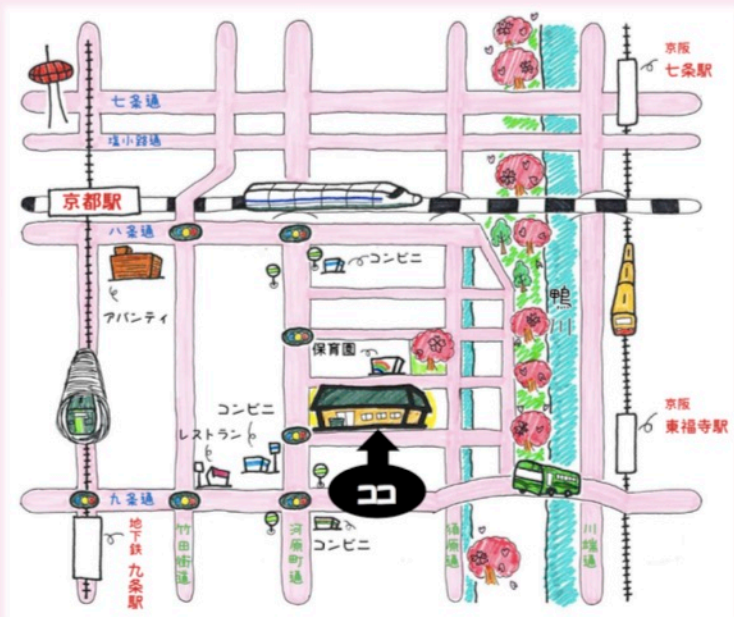 京阪
七条駅
七条通
塩小路通
京都駅
八条通
コンビニ
アバンティ
鴨川
保育園
コンビニ
レストラン
京阪
東福寺駅
ココ
九条通
コンビニ
地下鉄
九条駅
竹田街道
河原町通
須原通
川端通